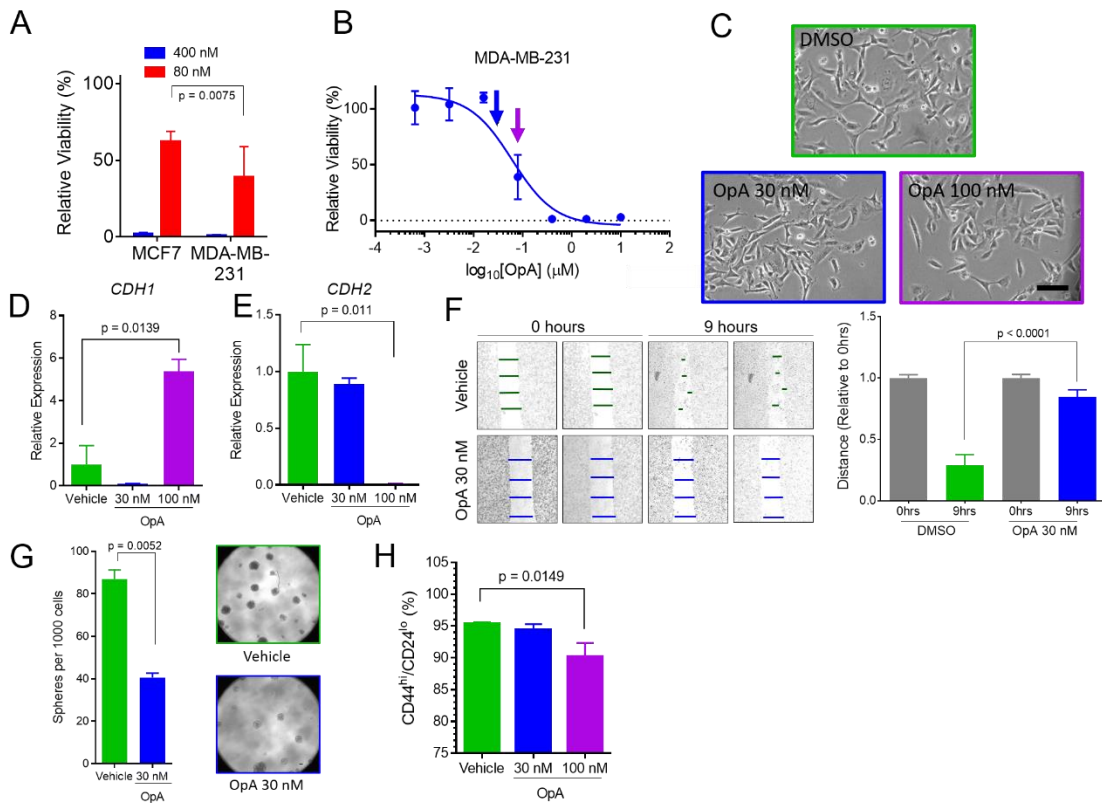 A
400 nM
80 nM
p = 0.0075
Relative Viability (%)
100
50
0
MCF7
MDA-MB-
231
B
MDA-MB-231
Relative Viability (%)
100
50
0
-4 -3 -2 -1 0 1 2
log10[OpA] (μM)
C
DMSO
OpA 30 nM
OpA 100 nM
D
CDH1
p = 0.0139
Relative Expression
8
6
4
2
0
Vehicle 30 nM 100 nM
OpA
E
CDH2
p = 0.011
Relative Expression
1.5
1.0
0.5
0.0
Vehicle 30 nM 100 nM
OpA
F
0 hours
9 hours
Vehicle
OpA 30 nM
p < 0.0001
Distance (Relative to 0hrs)
1.25
1.00
0.75
0.50
0.25
0.00
0hrs 9hrs 0hrs 9hrs
DMSO OpA 30 nM
G
p = 0.0052
Spheres per 1000 cells
100
80
60
40
20
0
Vehicle 30 nM
OpA
Vehicle
OpA 30 nM
H
p = 0.0149
CD44hi/CD24lo (%)
105
100
95
90
85
80
75
Vehicle 30 nM 100 nM
OpA